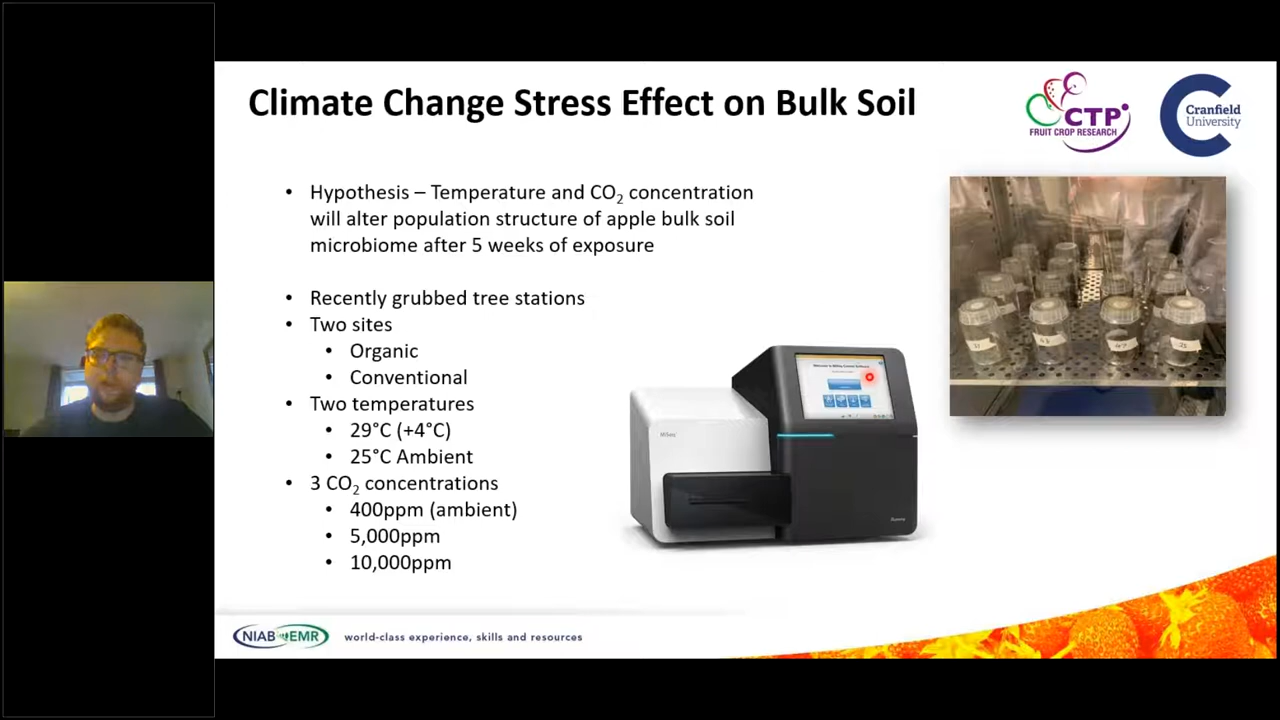 Climate Change Stress Effect on Bulk Soil
CTP
FRUIT CROP RESEARCH
Cranfield
University
• Hypothesis – Temperature and CO₂ concentration
will alter population structure of apple bulk soil
microbiome after 5 weeks of exposure
• Recently grubbed tree stations
• Two sites
• Organic
• Conventional
• Two temperatures
• 29°C (+4°C)
• 25°C Ambient
• 3 CO₂ concentrations
• 400ppm (ambient)
• 5,000ppm
• 10,000ppm
MiSeq
NIAB EMR
world-class experience, skills and resources